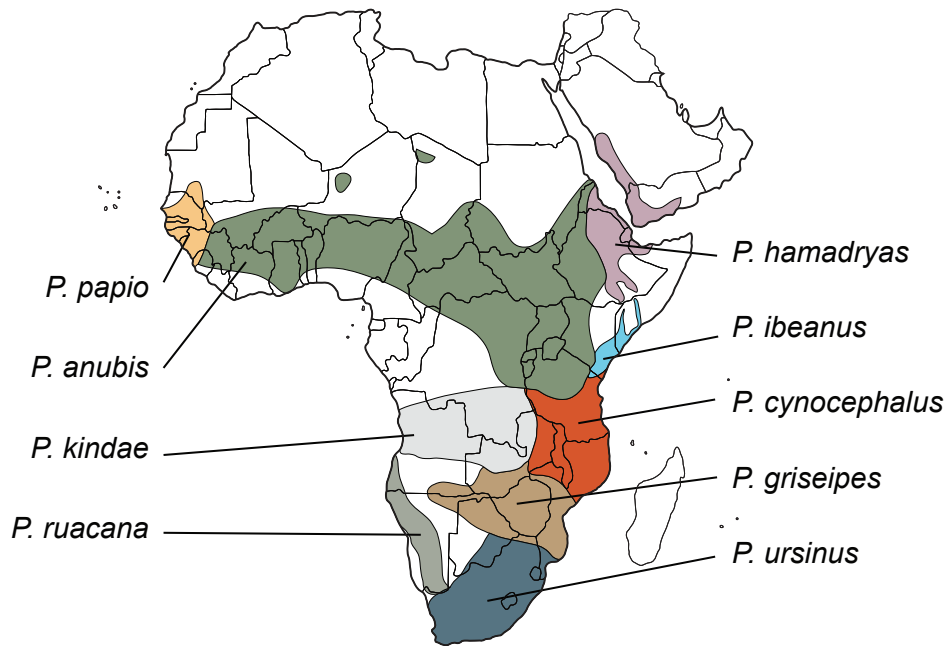 P. papio
P. anubis
P. kindae
P. ruacana
P. hamadryas
P. ibeanus
P. cynocephalus
P. griseipes
P. ursinus